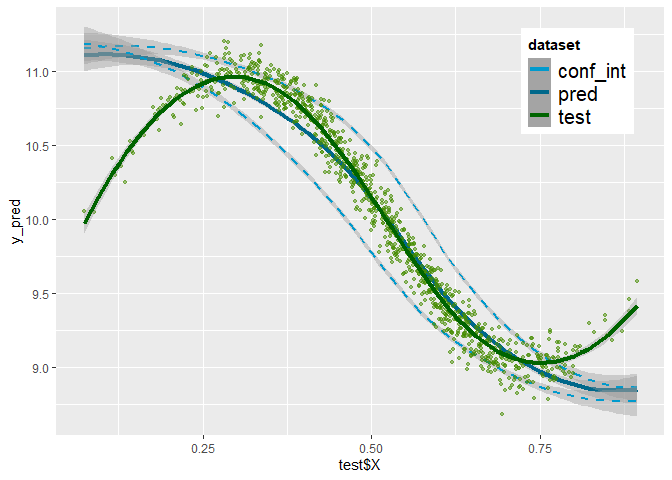 dataset
conf_int
pred
test
y_pred
11.0
10.5
10.0
9.5
9.0
0.25
0.50
0.75
test$X